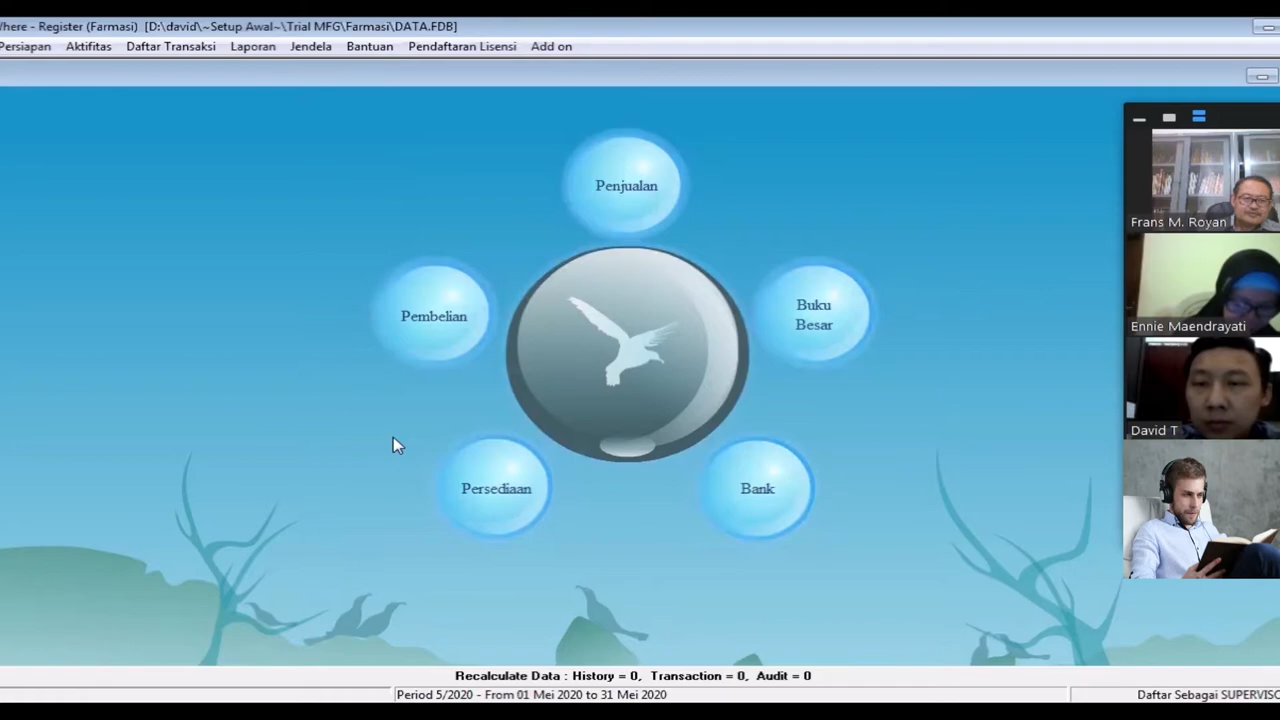 here - Register (Farmasi) [D:\david\~Setup Awal~\Trial MFG\Farmasi\DATA.FDB]
Persiapan Aktifitas Daftar Transaksi Laporan Jendela Bantuan Pendaftaran Lisensi Add on
Penjualan
Pembelian
Buku
Besar
Persediaan
Bank
Frans M. Royan
Ennie Maendrayati
David T
Recalculate Data : History = 0, Transaction = 0, Audit = 0
Period 5/2020 - From 01 Mei 2020 to 31 Mei 2020
Daftar Sebagai SUPERVISO